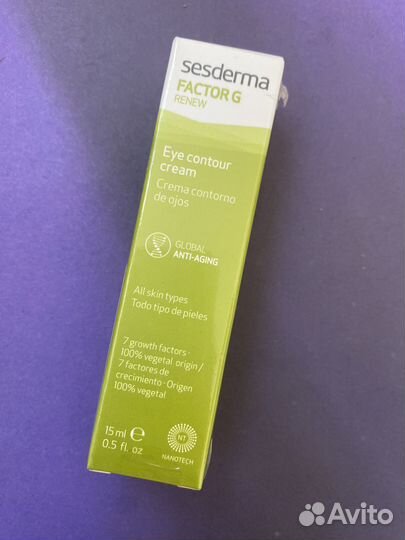 sesderma
FACTOR G
RENEW
Eye contour
cream
Crema contorno
de ojos
GLOBAL
ANTI-AGING
All skin types
Todo tipo de pieles
7 growth factors ·
100% vegetal origin /
7 factores de
crecimiento · Origen
100% vegetal
15 ml e
0.5 fl. oz
NT
NANOTECH
Avito